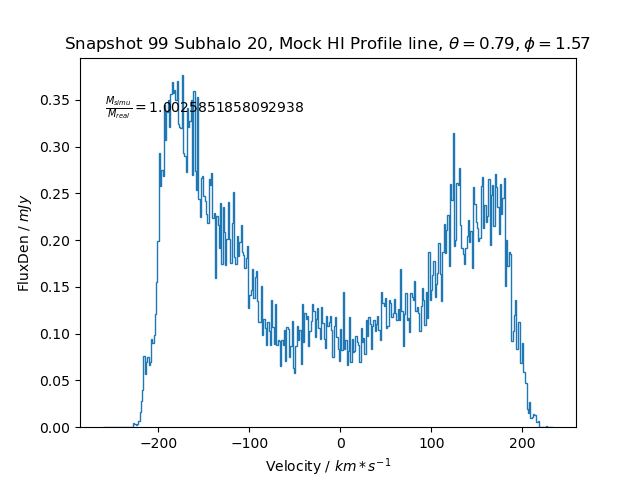 Snapshot 99 Subhalo 20, Mock HI Profile line, θ = 0.79, ϕ = 1.57
M_simu/M_real = 1.0025851858092938
FluxDen / mJy
0.35
0.30
0.25
0.20
0.15
0.10
0.05
0.00
−200 −100 0 100 200
Velocity / km * s⁻¹